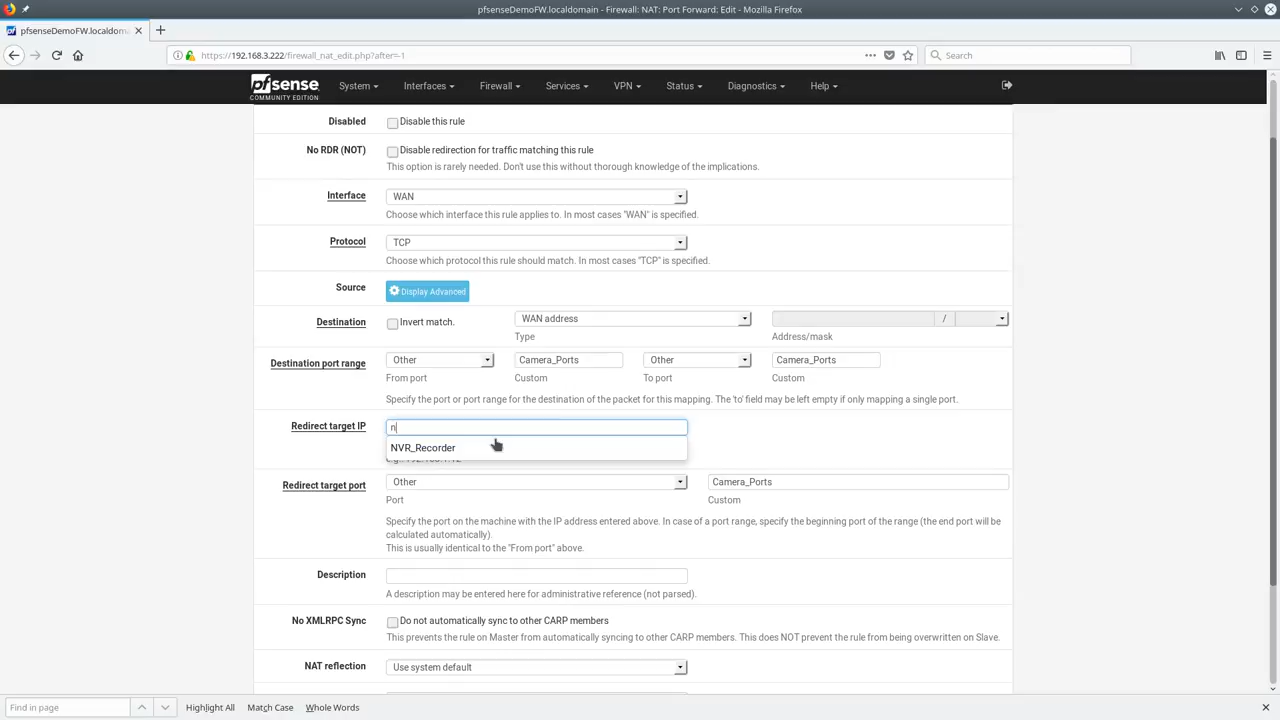 pfsenseDemoFW.localdomain - Firewall: NAT: Port Forward: Edit - Mozilla Firefox
pfsenseDemoFW.localdoma
https://192.168.3.222/firewall_nat_edit.php?after=-1
Search
pfsense
COMMUNITY EDITION
System
Interfaces
Firewall
Services
VPN
Status
Diagnostics
Help
Disabled
Disable this rule
No RDR (NOT)
Disable redirection for traffic matching this rule
This option is rarely needed. Don't use this without thorough knowledge of the implications.
Interface
WAN
Choose which interface this rule applies to. In most cases "WAN" is specified.
Protocol
TCP
Choose which protocol this rule should match. In most cases "TCP" is specified.
Source
Display Advanced
Destination
Invert match.
WAN address
/
Type
Address/mask
Destination port range
Other
Camera_Ports
Other
Camera_Ports
From port
Custom
To port
Custom
Specify the port or port range for the destination of the packet for this mapping. The 'to' field may be left empty if only mapping a single port.
Redirect target IP
n
NVR_Recorder
Redirect target port
Other
Camera_Ports
Port
Custom
Specify the port on the machine with the IP address entered above. In case of a port range, specify the beginning port of the range (the end port will be
calculated automatically).
This is usually identical to the "From port" above.
Description
A description may be entered here for administrative reference (not parsed).
No XMLRPC Sync
Do not automatically sync to other CARP members
This prevents the rule on Master from automatically syncing to other CARP members. This does NOT prevent the rule from being overwritten on Slave.
NAT reflection
Use system default
Find in page
Highlight All
Match Case
Whole Words